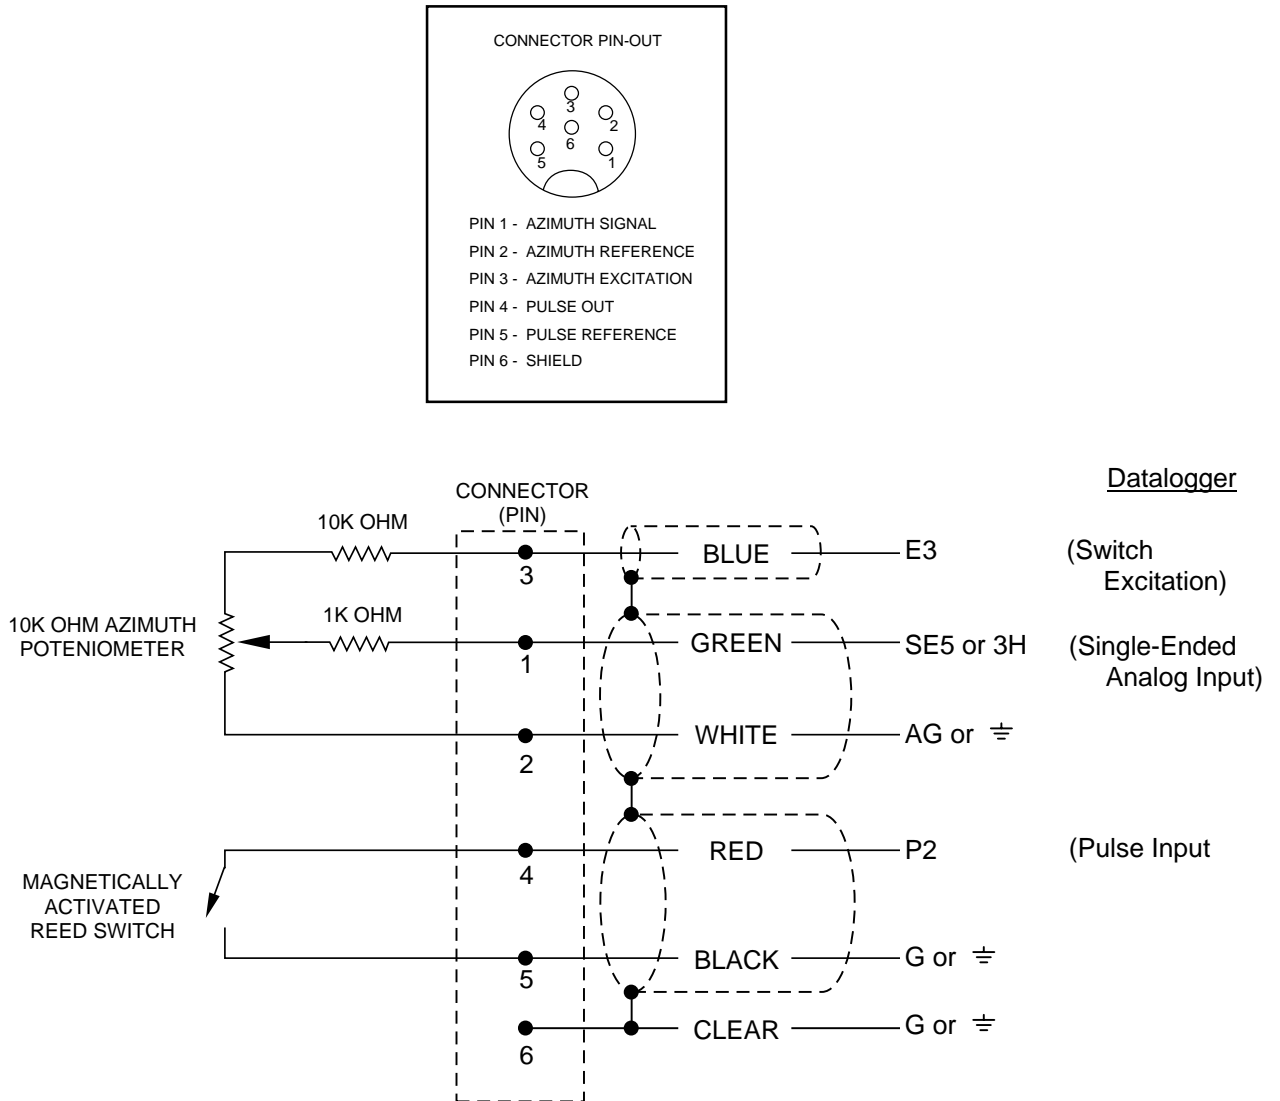 CONNECTOR PIN-OUT
3
4
2
6
5
1
PIN 1 - AZIMUTH SIGNAL
PIN 2 - AZIMUTH REFERENCE
PIN 3 - AZIMUTH EXCITATION
PIN 4 - PULSE OUT
PIN 5 - PULSE REFERENCE
PIN 6 - SHIELD
Datalogger
CONNECTOR
(PIN)
10K OHM
BLUE
E3
(Switch
Excitation)
3
1K OHM
10K OHM AZIMUTH
POTENIOMETER
GREEN
SE5 or 3H
(Single-Ended
Analog Input)
1
WHITE
AG or ⏚
2
RED
P2
(Pulse Input
4
MAGNETICALLY
ACTIVATED
REED SWITCH
BLACK
G or ⏚
5
CLEAR
G or ⏚
6